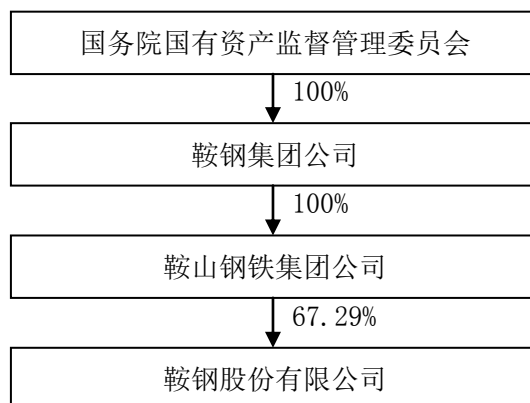 国务院国有资产监督管理委员会
100%
鞍钢集团公司
100%
鞍山钢铁集团公司
67.29%
鞍钢股份有限公司